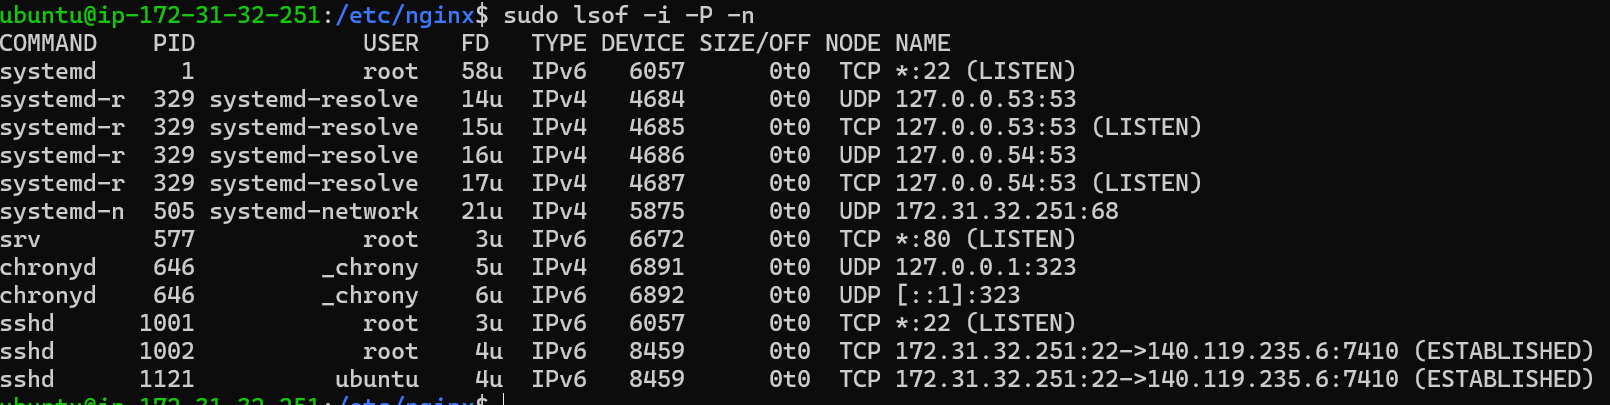 ubuntu@ip-172-31-32-251:/etc/nginx$ sudo lsof -i -P -n
COMMAND    PID            USER   FD   TYPE DEVICE SIZE/OFF NODE NAME
systemd      1            root   58u  IPv6   6057      0t0  TCP *:22 (LISTEN)
systemd-r  329 systemd-resolve   14u  IPv4   4684      0t0  UDP 127.0.0.53:53
systemd-r  329 systemd-resolve   15u  IPv4   4685      0t0  TCP 127.0.0.53:53 (LISTEN)
systemd-r  329 systemd-resolve   16u  IPv4   4686      0t0  UDP 127.0.0.54:53
systemd-r  329 systemd-resolve   17u  IPv4   4687      0t0  TCP 127.0.0.54:53 (LISTEN)
systemd-n  505 systemd-network   21u  IPv4   5875      0t0  UDP 172.31.32.251:68
srv        577            root    3u  IPv6   6672      0t0  TCP *:80 (LISTEN)
chronyd    646         _chrony    5u  IPv4   6891      0t0  UDP 127.0.0.1:323
chronyd    646         _chrony    6u  IPv6   6892      0t0  UDP [::1]:323
sshd      1001            root    3u  IPv6   6057      0t0  TCP *:22 (LISTEN)
sshd      1002            root    4u  IPv6   8459      0t0  TCP 172.31.32.251:22->140.119.235.6:7410 (ESTABLISHED)
sshd      1121          ubuntu    4u  IPv6   8459      0t0  TCP 172.31.32.251:22->140.119.235.6:7410 (ESTABLISHED)
ubuntu@ip-172-31-32-251:/etc/nginx$